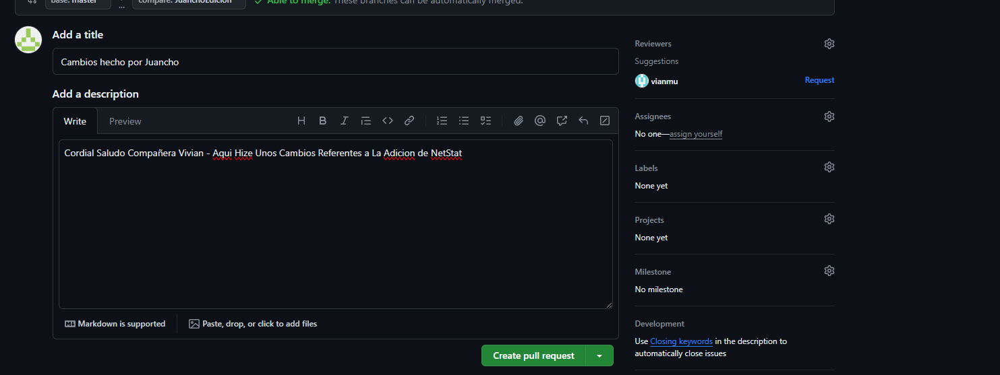 base: master ... compare: JuanchoEdicion ✓ Able to merge. These branches can be automatically merged.
Add a title
Cambios hecho por Juancho
Add a description
Write Preview
Cordial Saludo Compañera Vivian - Aqui Hize Unos Cambios Referentes a La Adicion de NetStat
Markdown is supported
Paste, drop, or click to add files
Create pull request
Reviewers
Suggestions
vianmu Request
Assignees
No one—assign yourself
Labels
None yet
Projects
None yet
Milestone
No milestone
Development
Use Closing keywords in the description to
automatically close issues